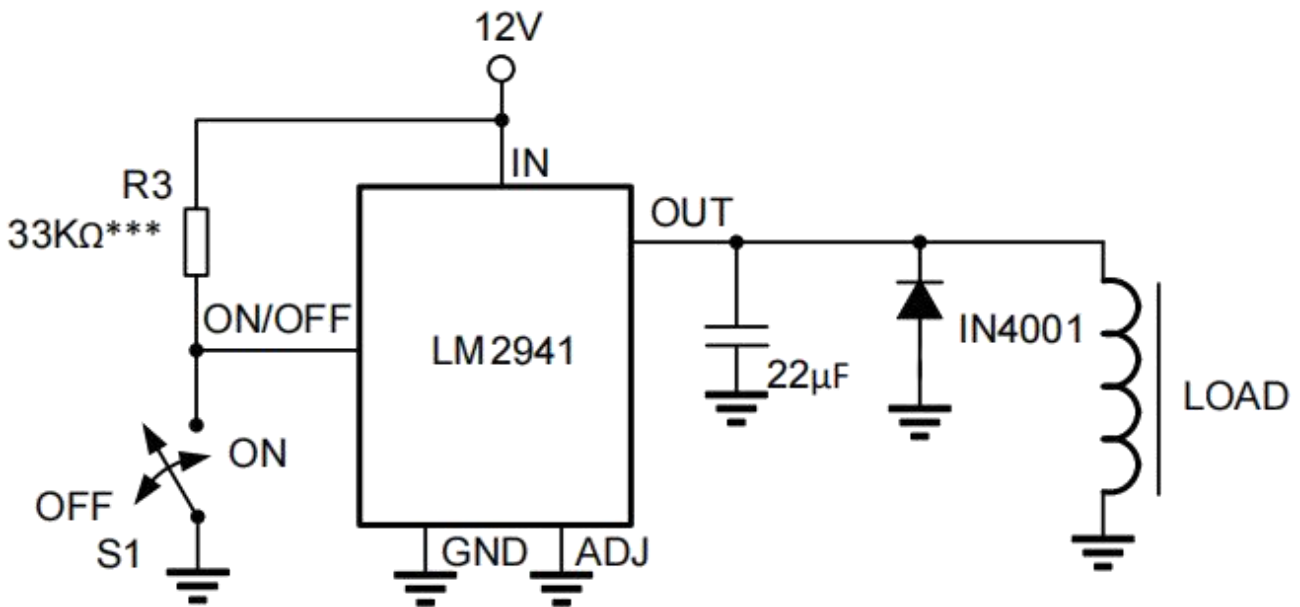 12V
IN
R3
33KΩ***
OUT
ON/OFF
LM2941
IN4001
22µF
LOAD
ON
OFF
S1
GND
ADJ